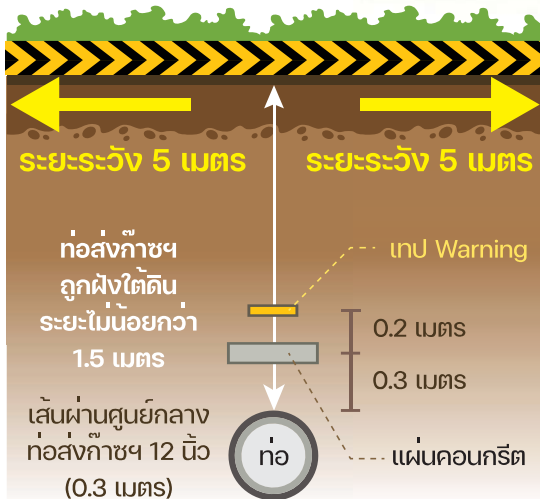 ระยะระวัง 5 เมตร
ระยะระวัง 5 เมตร
ท่อส่งก๊าซฯ
ถูกฝังใต้ดิน
ระยะไม่น้อยกว่า
1.5 เมตร
เทป Warning
0.2 เมตร
0.3 เมตร
เส้นผ่านศูนย์กลาง
ท่อส่งก๊าซฯ 12 นิ้ว
(0.3 เมตร)
ท่อ
แผ่นคอนกรีต